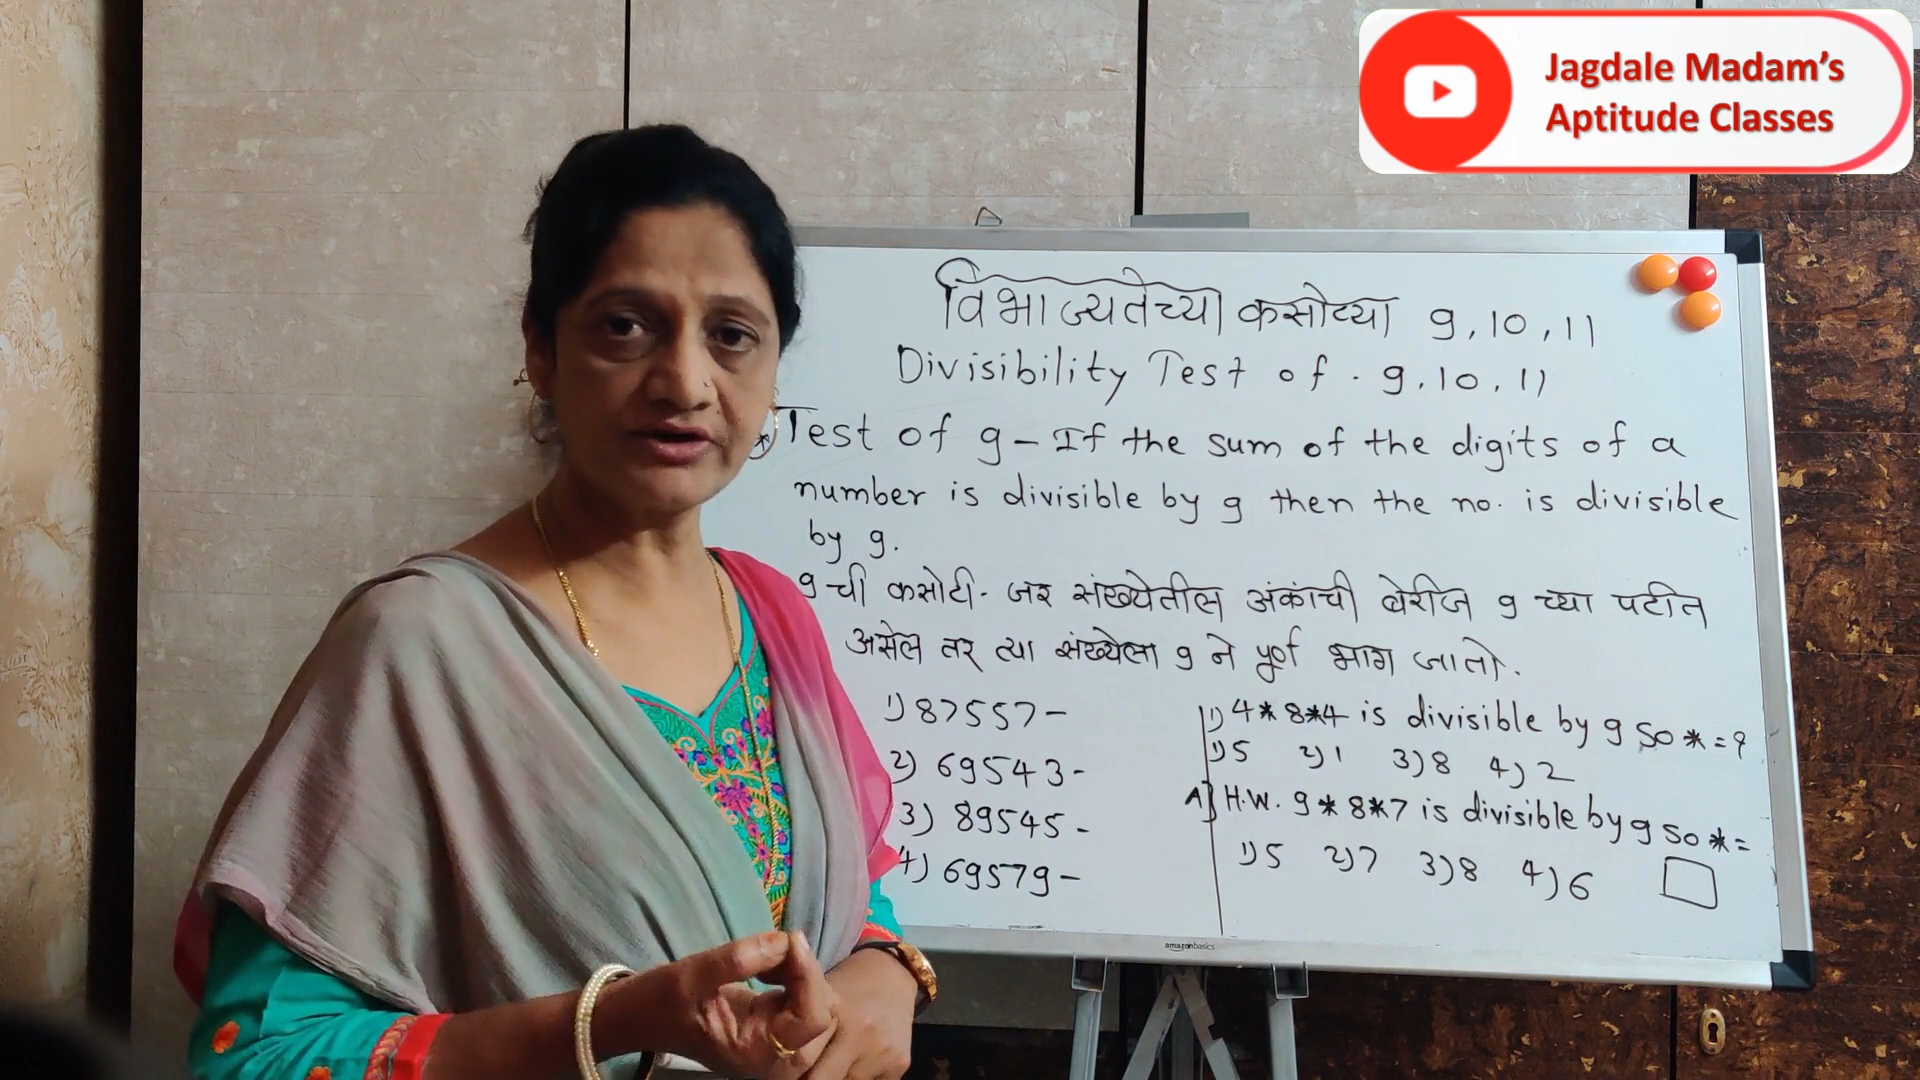 Jagdale Madam's
Aptitude Classes
विभाज्यतेच्या कसोट्या 9, 10, 11
Divisibility Test of . 9, 10, 11
* Test of 9 - If the sum of the digits of a
number is divisible by 9 then the no. is divisible
by 9.
9 ची कसोटी - जर संख्येतील अंकांची बेरीज 9 च्या पटीत
असेल तर त्या संख्येला 9 ने पूर्ण भाग जातो.
1) 87557 -
2) 69543 -
3) 89545 -
4) 69579 -
1) 4*8*4 is divisible by 9 so * = ?
1) 5 2) 1 3) 8 4) 2
A] H.W. 9*8*7 is divisible by 9 so * =
1) 5 2) 7 3) 8 4) 6
amazonbasics